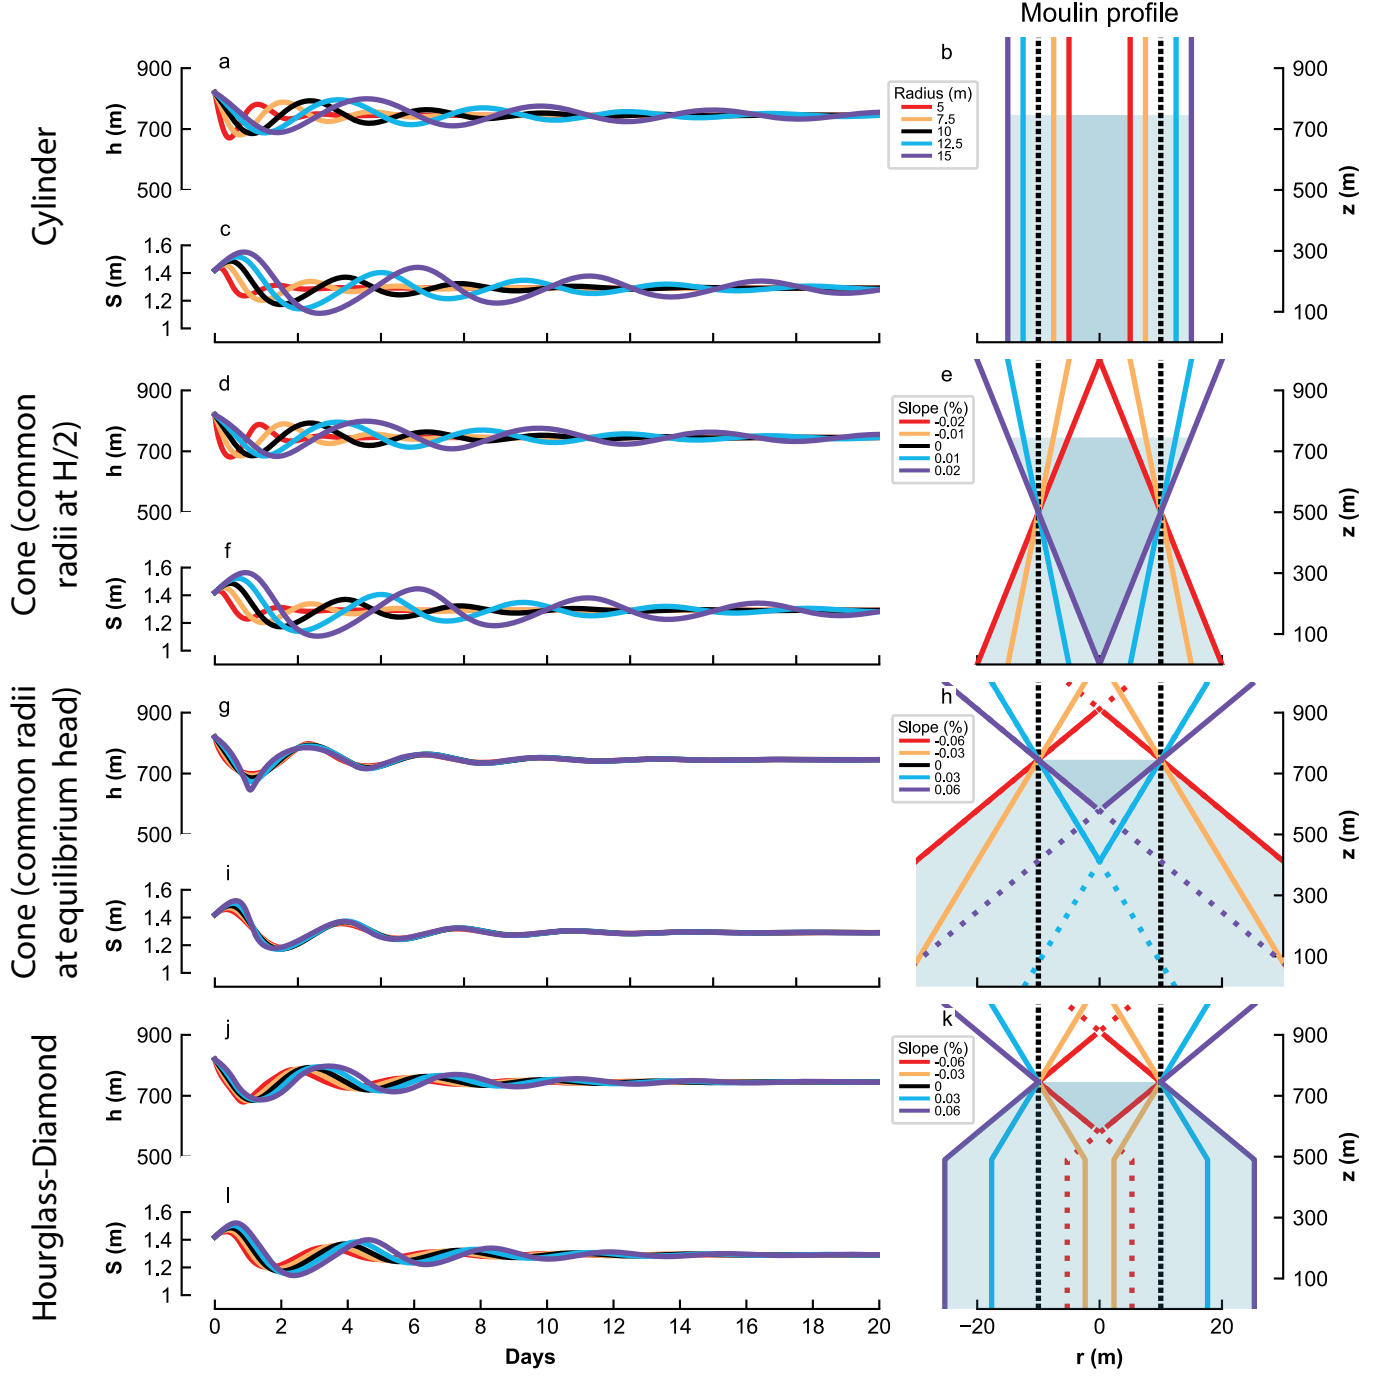 Moulin profile
Cylinder
a
900
700
500
h (m)
c
1.6
1.4
1.2
1
S (m)
b
Radius (m)
5
7.5
10
12.5
15
900
700
500
300
100
z (m)
Cone (common
radii at H/2)
d
900
700
500
h (m)
f
1.6
1.4
1.2
1
S (m)
e
Slope (%)
-0.02
-0.01
0
0.01
0.02
900
700
500
300
100
z (m)
Cone (common radii
at equilibrium head)
g
900
700
500
h (m)
i
1.6
1.4
1.2
1
S (m)
h
Slope (%)
-0.06
-0.03
0
0.03
0.06
900
700
500
300
100
z (m)
Hourglass-Diamond
j
900
700
500
h (m)
l
1.6
1.4
1.2
1
S (m)
0 2 4 6 8 10 12 14 16 18 20
Days
k
Slope (%)
-0.06
-0.03
0
0.03
0.06
900
700
500
300
100
z (m)
−20 0 20
r (m)